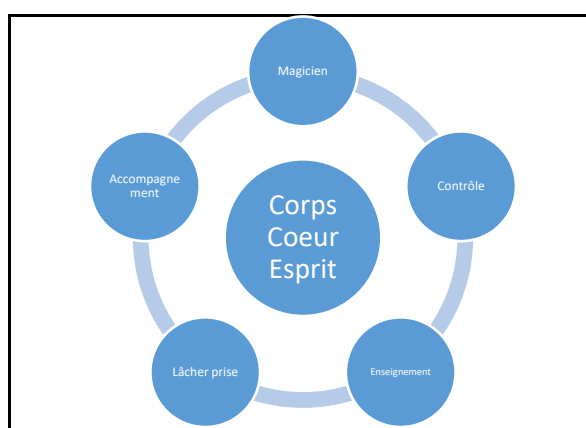 Magicien
Contrôle
Enseignement
Lâcher prise
Accompagne
ment
Corps
Coeur
Esprit